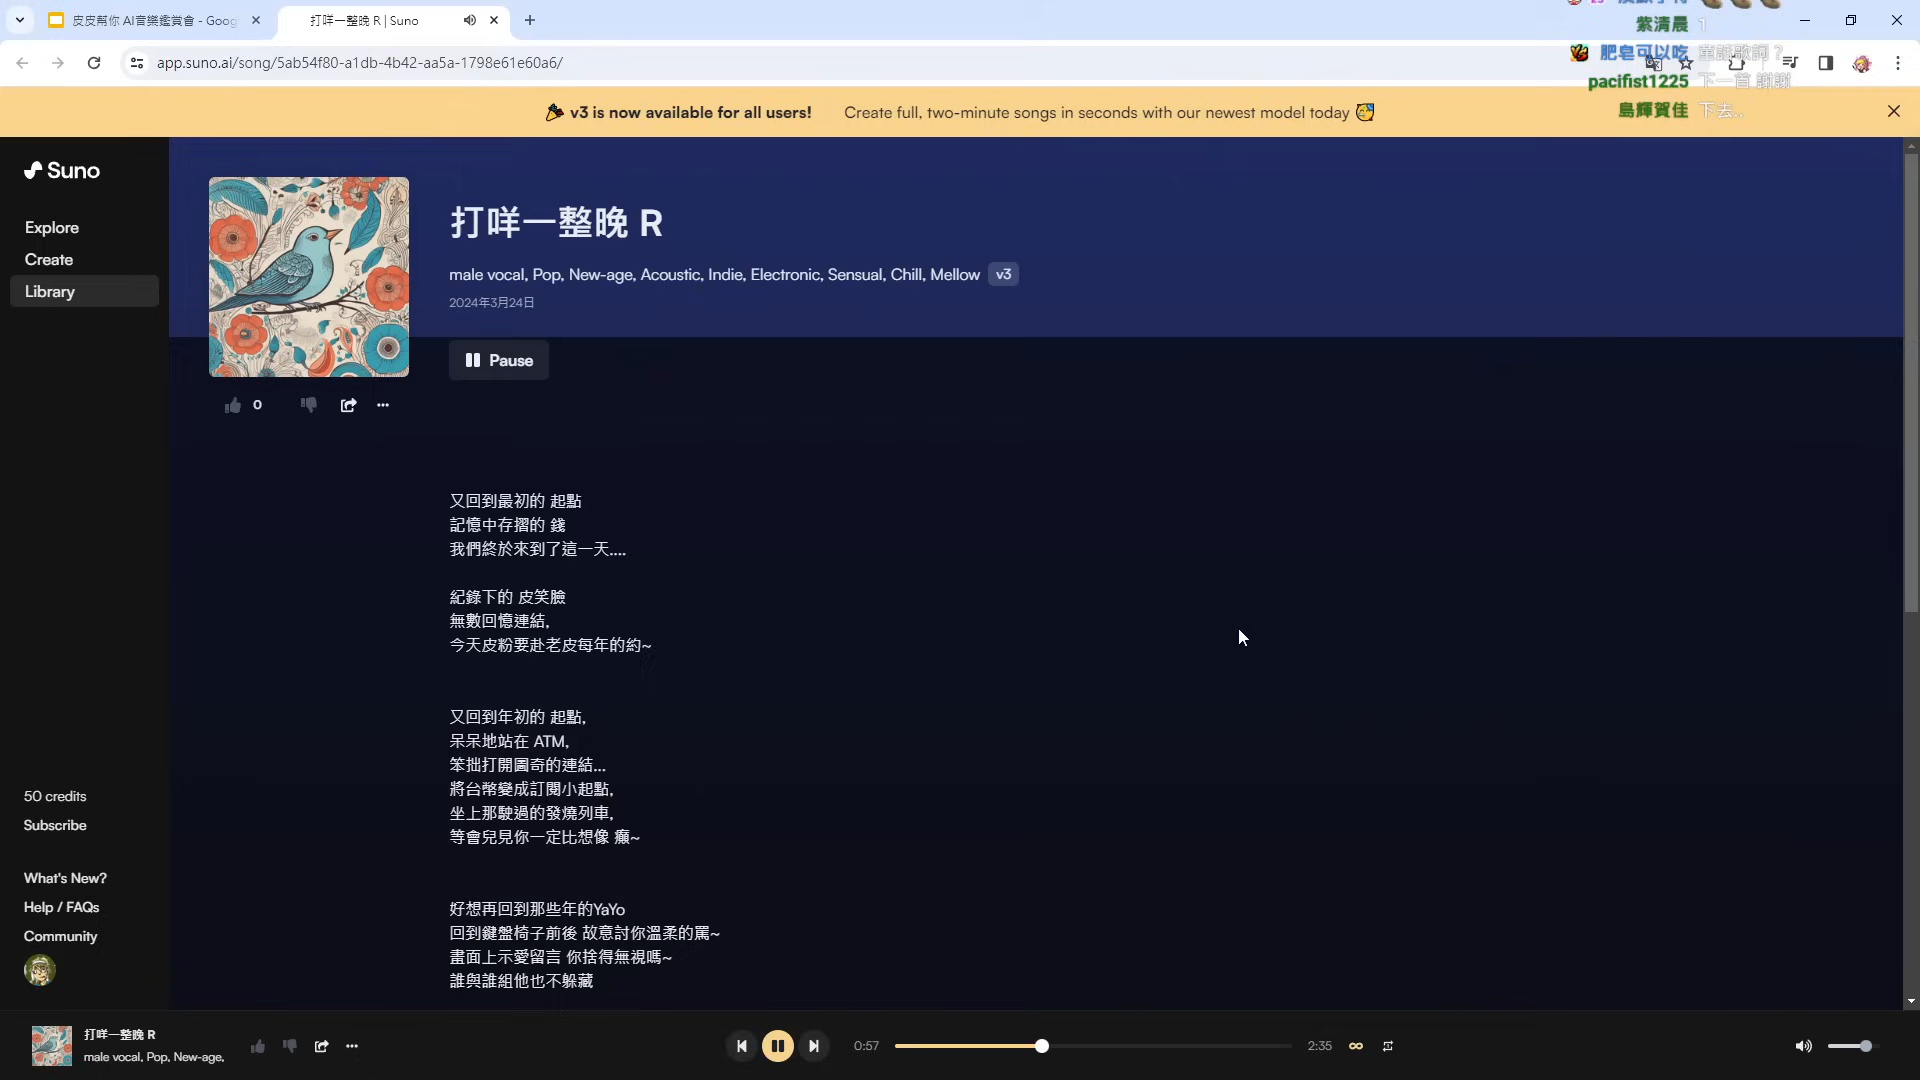 皮皮幫你 AI音樂鑑賞會 - Goog
打咩一整晚 R | Suno
紫清晨 1
app.suno.ai/song/5ab54f80-a1db-4b42-aa5a-1798e61e60a6/
肥皂可以吃 童話歌詞?
pacifist1225 下一首 謝謝
島輝賀佳 下去..
v3 is now available for all users! Create full, two-minute songs in seconds with our newest model today
Suno
Explore
Create
Library
打咩一整晚 R
male vocal, Pop, New-age, Acoustic, Indie, Electronic, Sensual, Chill, Mellow v3
2024年3月24日
Pause
0
又回到最初的 起點
記憶中存摺的 錢
我們終於來到了這一天....
紀錄下的 皮笑臉
無數回憶連結,
今天皮粉要赴老皮每年的約~
又回到年初的 起點,
呆呆地站在 ATM,
笨拙打開圖奇的連結...
將台幣變成訂閱小起點,
坐上那駛過的發燒列車,
等會兒見你一定比想像 癲~
好想再回到那些年的YaYo
回到鍵盤椅子前後 故意討你溫柔的罵~
畫面上示愛留言 你捨得無視嗎~
誰與誰組他也不躲藏
50 credits
Subscribe
What's New?
Help / FAQs
Community
打咩一整晚 R
male vocal, Pop, New-age,
0:57
2:35